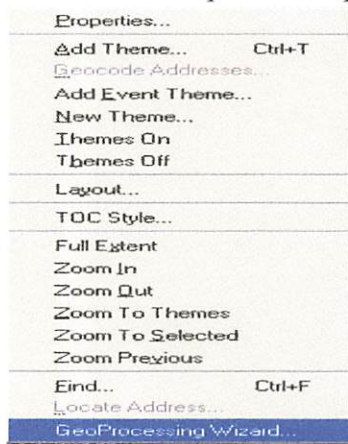 Properties...
Add Theme... Ctrl+T
Geocode Addresses...
Add Event Theme...
New Theme...
Themes On
Themes Off
Layout...
TOC Style...
Full Extent
Zoom In
Zoom Out
Zoom To Themes
Zoom To Selected
Zoom Previous
Find... Ctrl+F
Locate Address...
GeoProcessing Wizard...